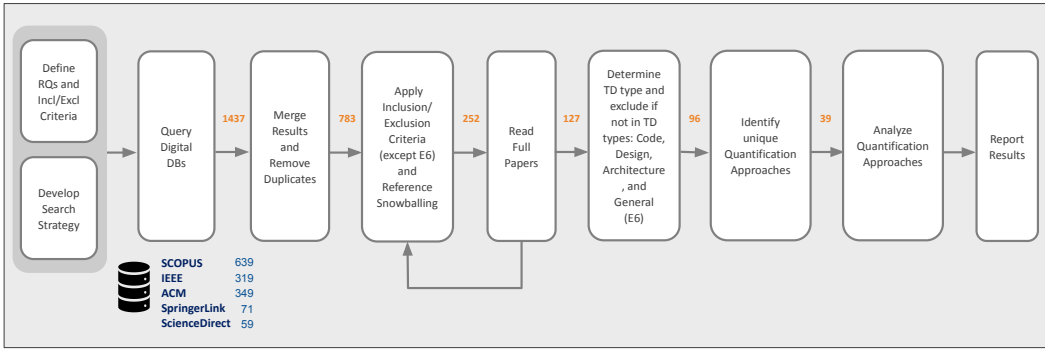 Define
RQs and
Incl/Excl
Criteria
Develop
Search
Strategy
Query
Digital
DBs
1437
Merge
Results
and
Remove
Duplicates
783
Apply
Inclusion/
Exclusion
Criteria
(except E6)
and
Reference
Snowballing
252
Read
Full
Papers
127
Determine
TD type and
exclude if
not in TD
types: Code,
Design,
Architecture
, and
General
(E6)
96
Identify
unique
Quantification
Approaches
39
Analyze
Quantification
Approaches
Report
Results
SCOPUS 639
IEEE 319
ACM 349
SpringerLink 71
ScienceDirect 59